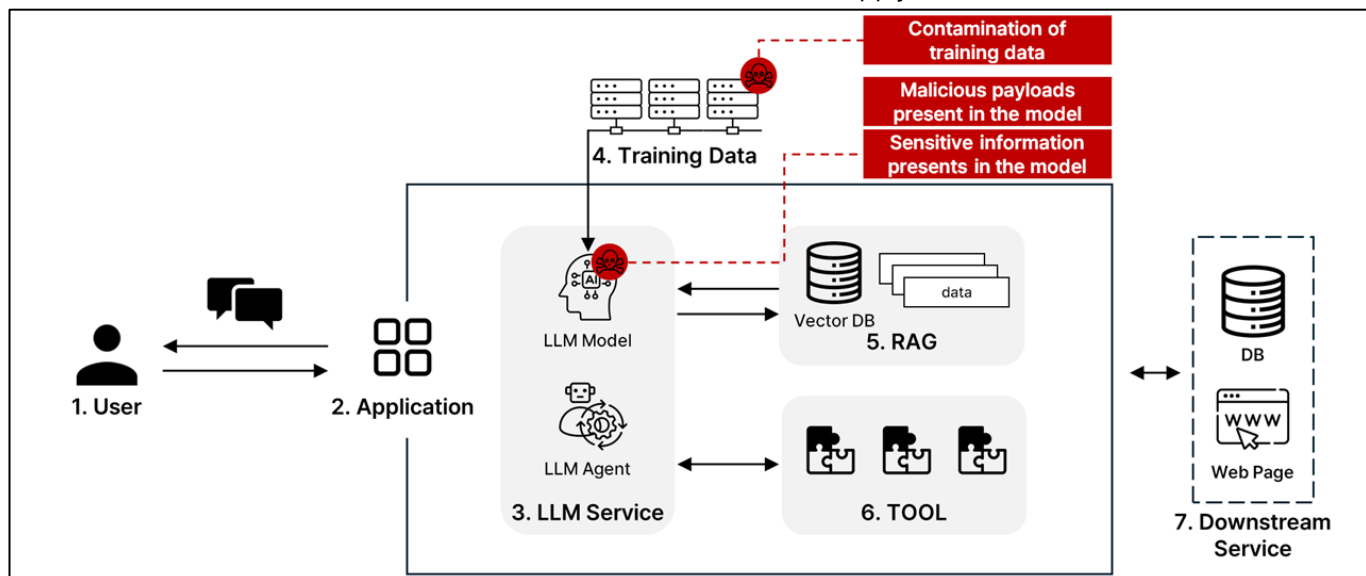 Contamination of
training data
Malicious payloads
present in the model
Sensitive information
presents in the model
4. Training Data
AI
LLM Model
Vector DB
data
5. RAG
DB
1. User
2. Application
LLM Agent
WWW
Web Page
3. LLM Service
6. TOOL
7. Downstream
Service